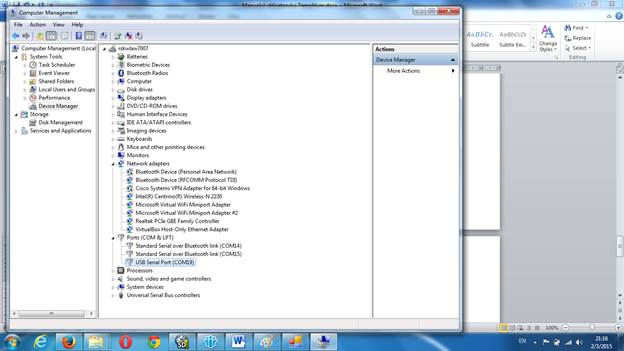 Computer Management
File Action View Help
Computer Management (Local
System Tools
Task Scheduler
Event Viewer
Shared Folders
Local Users and Groups
Performance
Device Manager
Storage
Disk Management
Services and Applications
nskwlaw7007
Batteries
Biometric Devices
Bluetooth Radios
Computer
Disk drives
Display adapters
DVD/CD-ROM drives
Human Interface Devices
IDE ATA/ATAPI controllers
Imaging devices
Keyboards
Mice and other pointing devices
Monitors
Network adapters
Bluetooth Device (Personal Area Network)
Bluetooth Device (RFCOMM Protocol TDI)
Cisco Systems VPN Adapter for 64-bit Windows
Intel(R) Centrino(R) Wireless-N 2230
Microsoft Virtual WiFi Miniport Adapter
Microsoft Virtual WiFi Miniport Adapter #2
Realtek PCIe GBE Family Controller
VirtualBox Host-Only Ethernet Adapter
Ports (COM & LPT)
Standard Serial over Bluetooth link (COM14)
Standard Serial over Bluetooth link (COM15)
USB Serial Port (COM19)
Processors
Sound, video and game controllers
System devices
Universal Serial Bus controllers
Actions
Device Manager
More Actions
AaBbCc.
AaBbCcDi
Subtitle
Subtle Em...
Change
Styles
Find
Replace
Select
Editing
100%
EN
21:16
2/3/2015